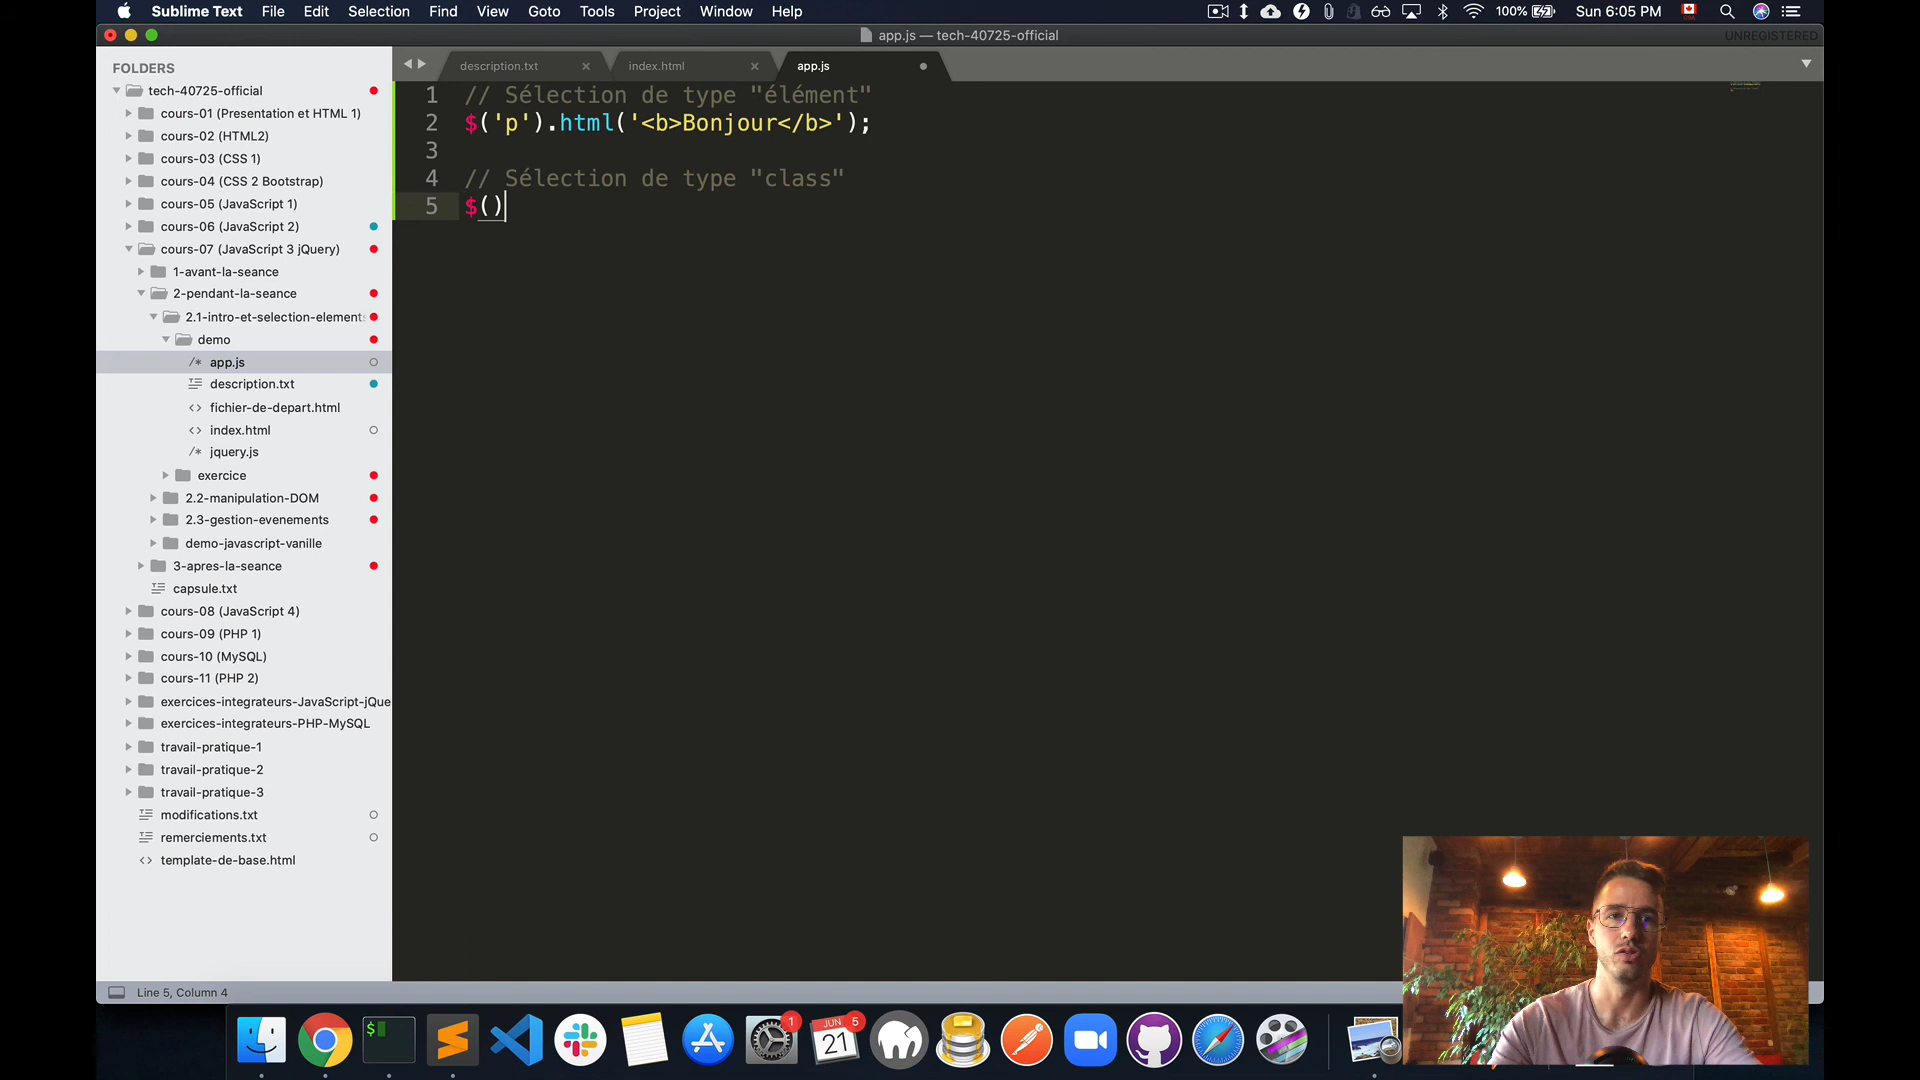 Sublime Text File Edit Selection Find View Goto Tools Project Window Help 100% Sun 6:05 PM
app.js — tech-40725-official UNREGISTERED
FOLDERS
tech-40725-official
cours-01 (Presentation et HTML 1)
cours-02 (HTML2)
cours-03 (CSS 1)
cours-04 (CSS 2 Bootstrap)
cours-05 (JavaScript 1)
cours-06 (JavaScript 2)
cours-07 (JavaScript 3 jQuery)
1-avant-la-seance
2-pendant-la-seance
2.1-intro-et-selection-element
demo
/* app.js
description.txt
<> fichier-de-depart.html
<> index.html
/* jquery.js
exercice
2.2-manipulation-DOM
2.3-gestion-evenements
demo-javascript-vanille
3-apres-la-seance
capsule.txt
cours-08 (JavaScript 4)
cours-09 (PHP 1)
cours-10 (MySQL)
cours-11 (PHP 2)
exercices-integrateurs-JavaScript-jQue
exercices-integrateurs-PHP-MySQL
travail-pratique-1
travail-pratique-2
travail-pratique-3
modifications.txt
remerciements.txt
<> template-de-base.html
description.txt index.html app.js
1 // Sélection de type "élément"
2 $('p').html('<b>Bonjour</b>');
3
4 // Sélection de type "class"
5 $()
Line 5, Column 4
$
1
JUN 5
21